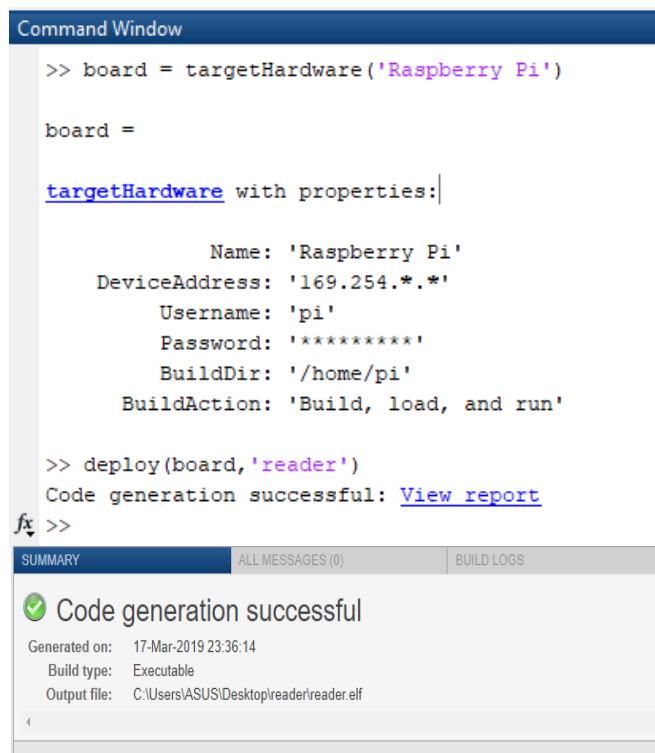 Command Window
>> board = targetHardware('Raspberry Pi')
board =
targetHardware with properties:
Name: 'Raspberry Pi'
DeviceAddress: '169.254.*.*'
Username: 'pi'
Password: '*********'
BuildDir: '/home/pi'
BuildAction: 'Build, load, and run'
>> deploy(board,'reader')
Code generation successful: View report
fx >>
SUMMARY ALL MESSAGES (0) BUILD LOGS
Code generation successful
Generated on: 17-Mar-2019 23:36:14
Build type: Executable
Output file: C:\Users\ASUS\Desktop\reader\reader.elf